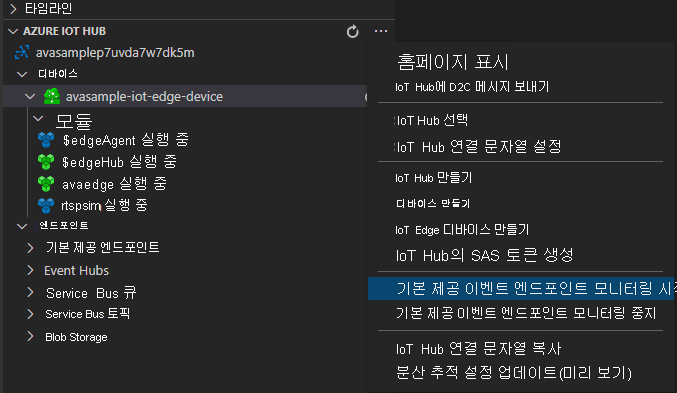 타임라인
AZURE IOT HUB
avasamplep7uvda7w7dk5m
디바이스
avasample-iot-edge-device
모듈
$edgeAgent 실행 중
$edgeHub 실행 중
avaedge 실행 중
rtspsim 실행 중
엔드포인트
기본 제공 엔드포인트
Event Hubs
Service Bus 큐
Service Bus 토픽
Blob Storage
홈페이지 표시
IoT Hub에 D2C 메시지 보내기
IoT Hub 선택
IoT Hub 연결 문자열 설정
IoT Hub 만들기
디바이스 만들기
IoT Edge 디바이스 만들기
IoT Hub의 SAS 토큰 생성
기본 제공 이벤트 엔드포인트 모니터링 시작
기본 제공 이벤트 엔드포인트 모니터링 중지
IoT Hub 연결 문자열 복사
분산 추적 설정 업데이트(미리 보기)